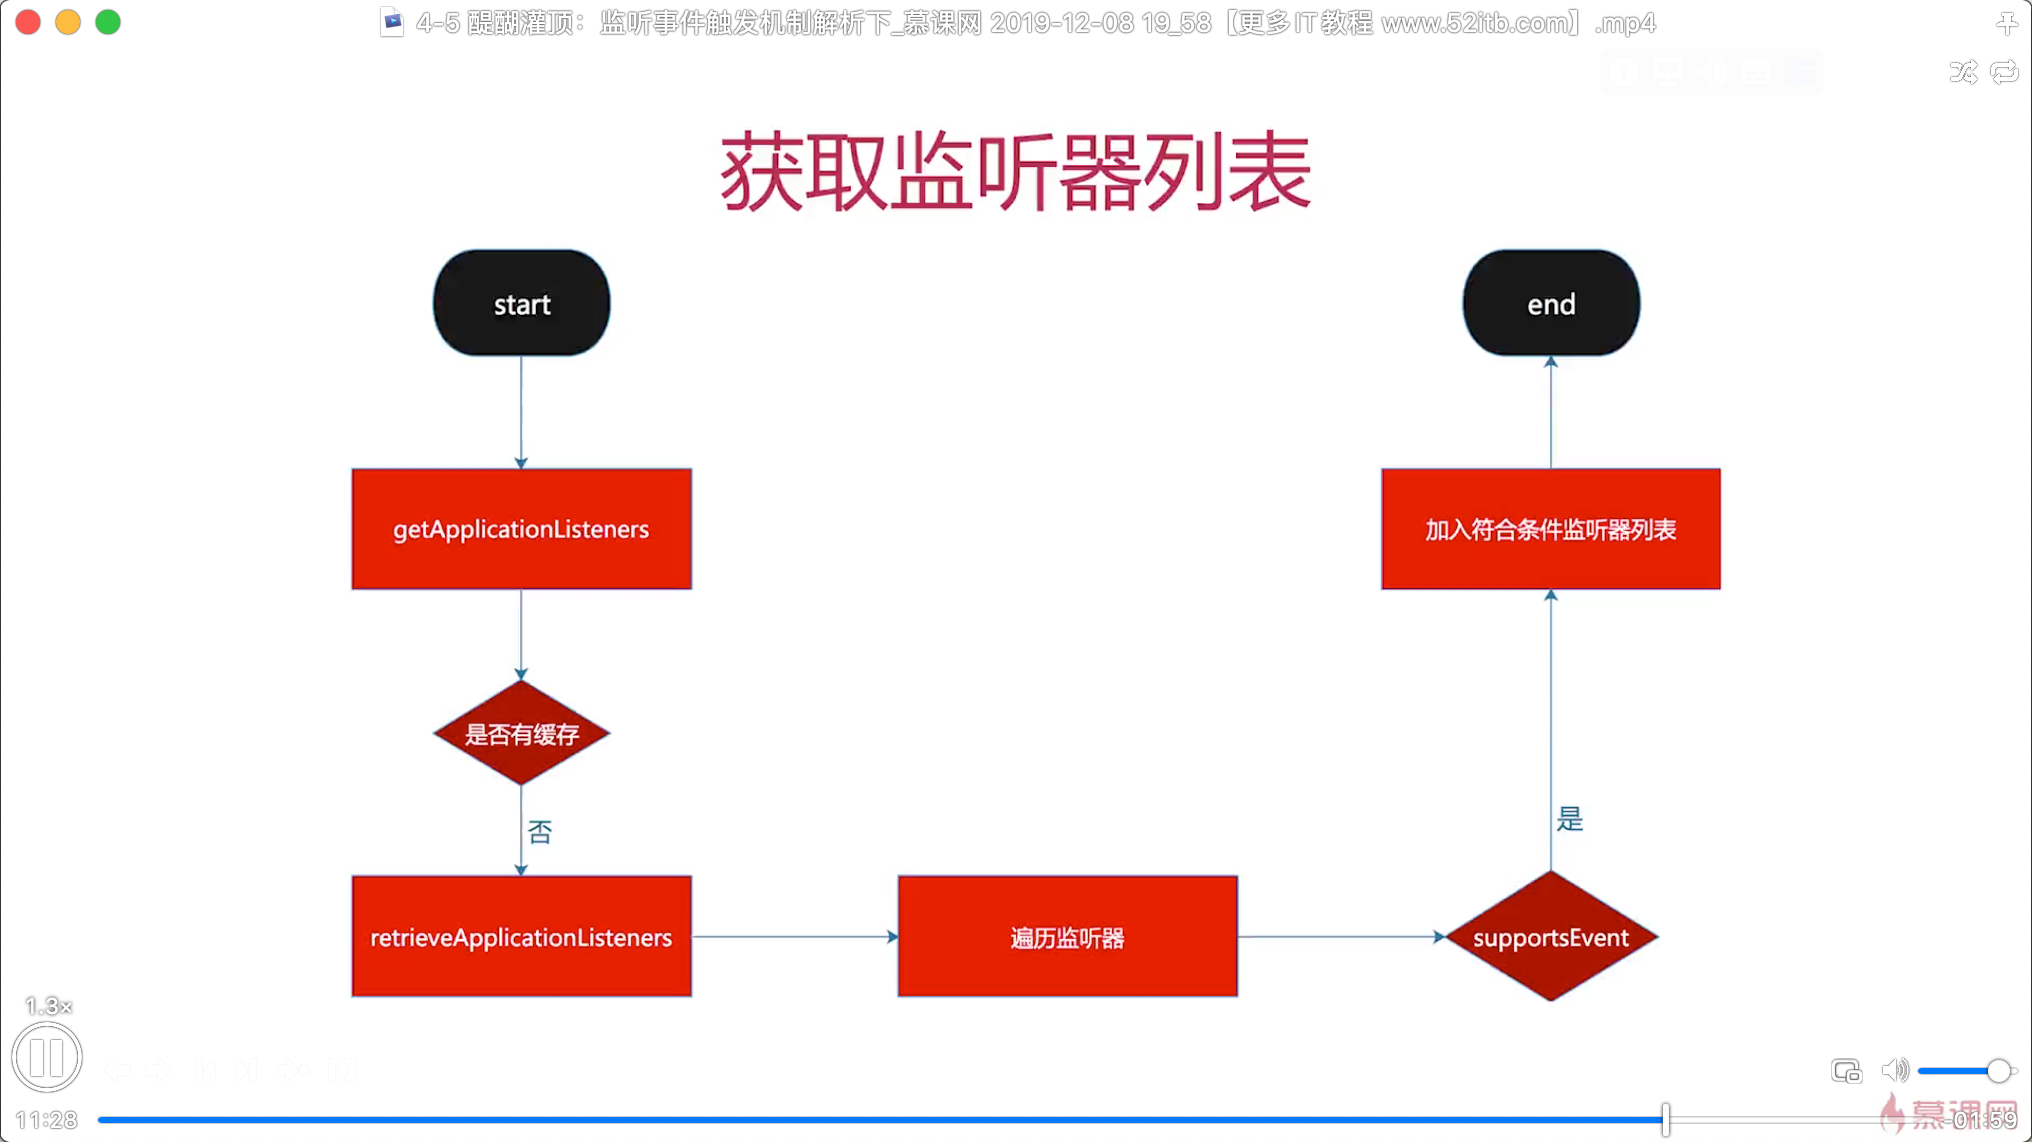 4-5 醍醐灌顶：监听事件触发机制解析下_慕课网 2019-12-08 19_58【更多IT教程 www.52itb.com】.mp4
获取监听器列表
start
end
getApplicationListeners
加入符合条件监听器列表
是否有缓存
否
是
retrieveApplicationListeners
遍历监听器
supportsEvent
1.3×
11:28
慕课网
-01:59